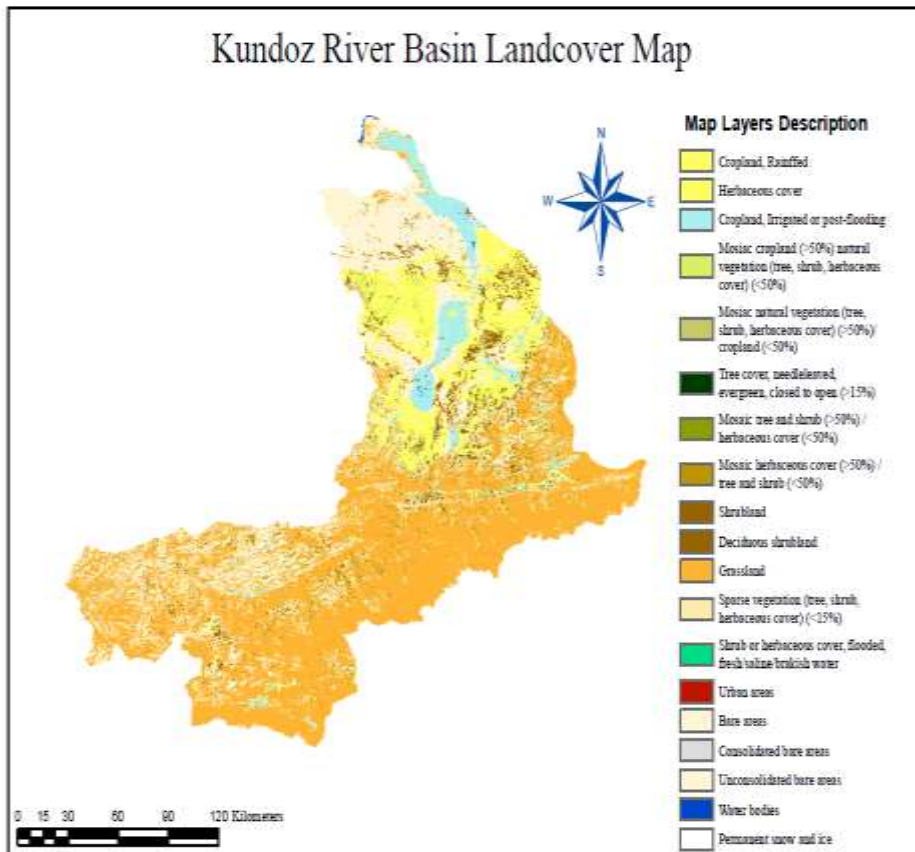 Kundoz River Basin Landcover Map
Map Layers Description
N
W
E
S
Cropland, Rainffed
Herbaceous cover
Cropland, Irrigated or post-flooding
Mosiac cropland (>50%) natural
vegetation (tree, shrub, herbaceous
cover) (<50%)
Mosiac natural vegetation (tree,
shrub, herbaceous cover) (>50%)/
cropland (<50%)
Tree cover, needleleaved,
evergreen, closed to open (>15%)
Mosaic tree and shrub (>50%) /
herbaceous cover (<50%)
Mosaic herbaceous cover (>50%) /
tree and shrub (<50%)
Shrubland
Deciduous shrubland
Grassland
Sparse vegetation (tree, shrub,
herbaceous cover) (<15%)
Shrub or herbaceous cover, flooded,
fresh/saline/brakish water
Urban areas
Bare areas
Consolidated bare areas
Unconsolidated bare areas
Water bodies
Permanent snow and ice
0 15 30 60 90 120 Kilometers